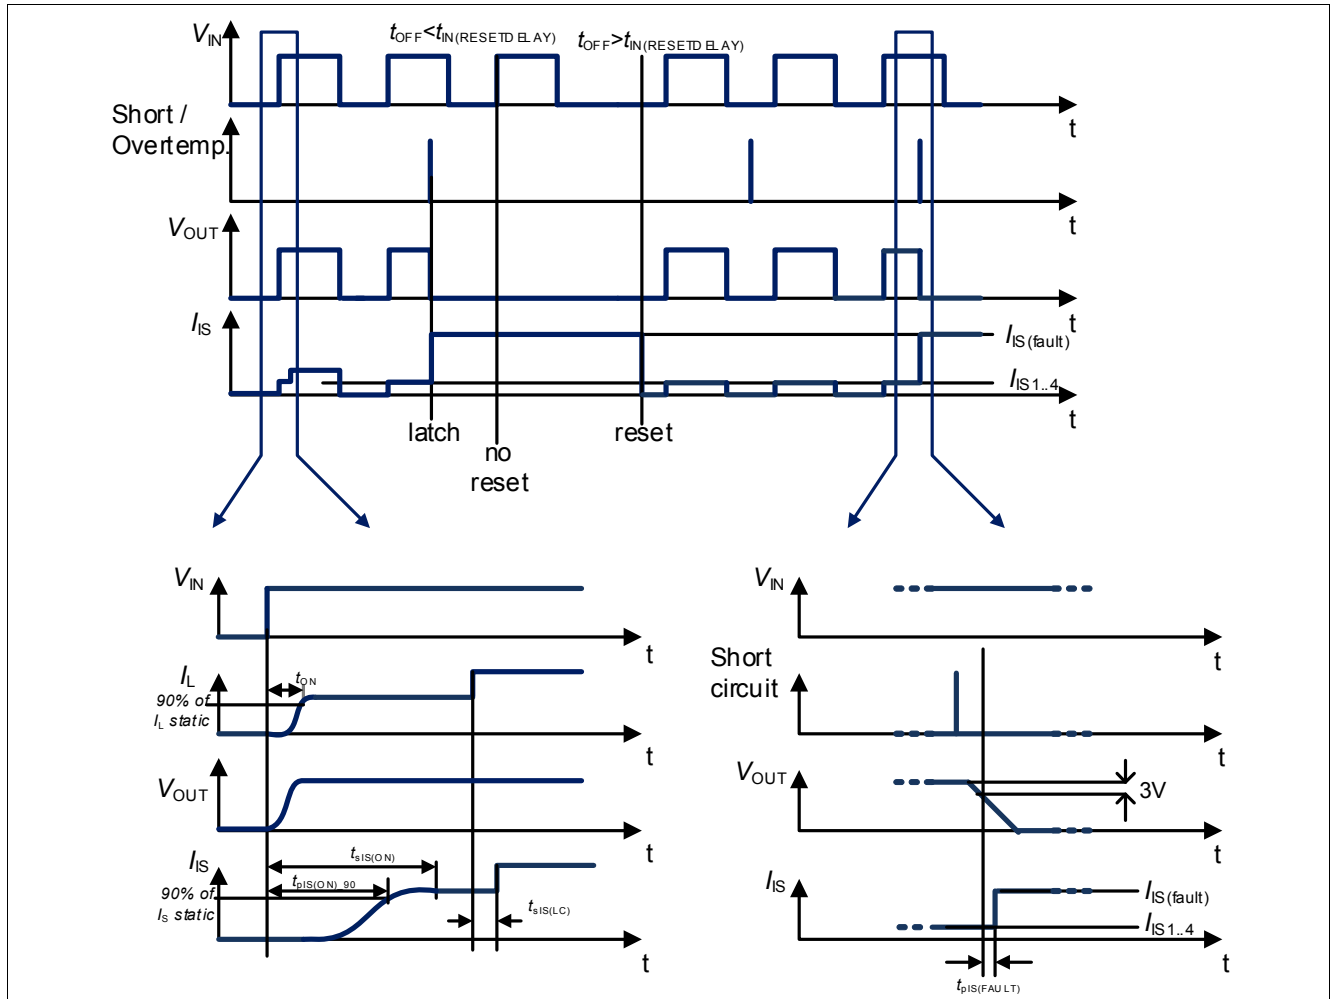 VIN
tOFF<tIN(RESETDELAY)
tOFF>tIN(RESETDELAY)
t
Short /
Overtemp.
t
VOUT
t
IIS
IIS(fault)
IIS1..4
t
latch
no
reset
reset
VIN
t
IL
tON
90% of
IL static
t
VOUT
t
IIS
tsIS(ON)
tpIS(ON)_90
90% of
IS static
tsIS(LC)
t
VIN
t
Short
circuit
t
VOUT
3V
t
IIS
IIS(fault)
IIS1..4
t
tpIS(FAULT)